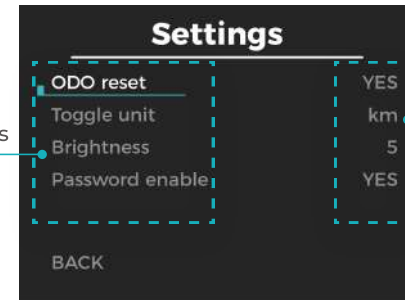 Settings
ODO reset YES
Toggle unit km
s
Brightness 5
Password enable YES
BACK